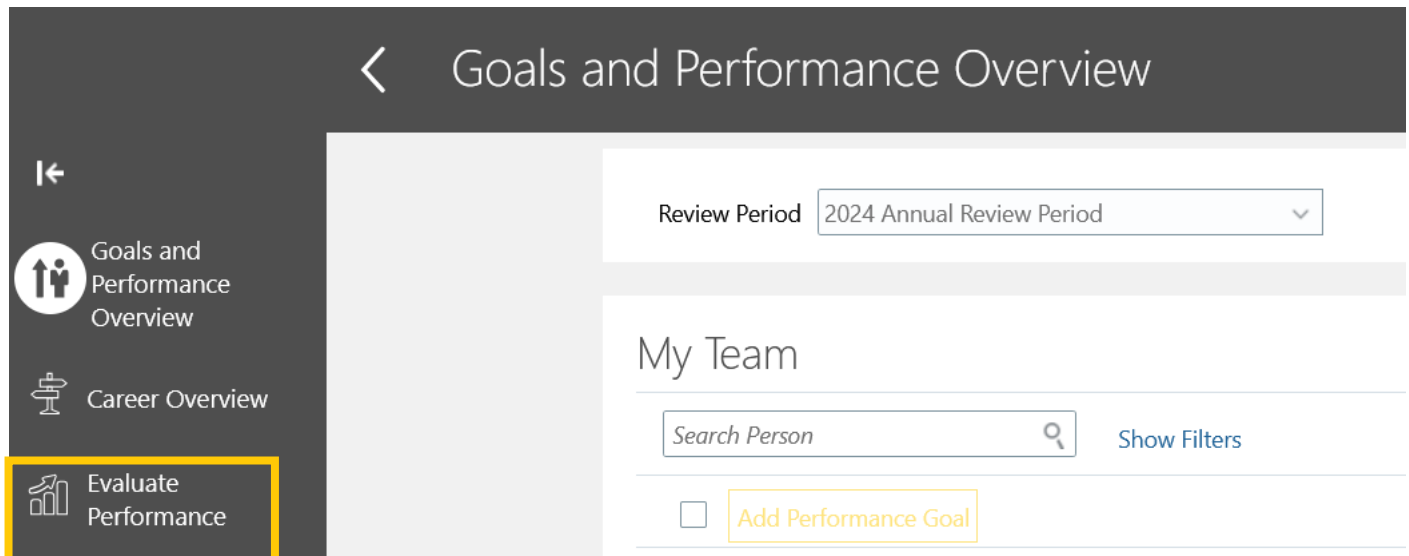 Goals and Performance Overview
Goals and
Performance
Overview
Career Overview
Evaluate
Performance
Review Period 2024 Annual Review Period
My Team
Search Person Show Filters
Add Performance Goal